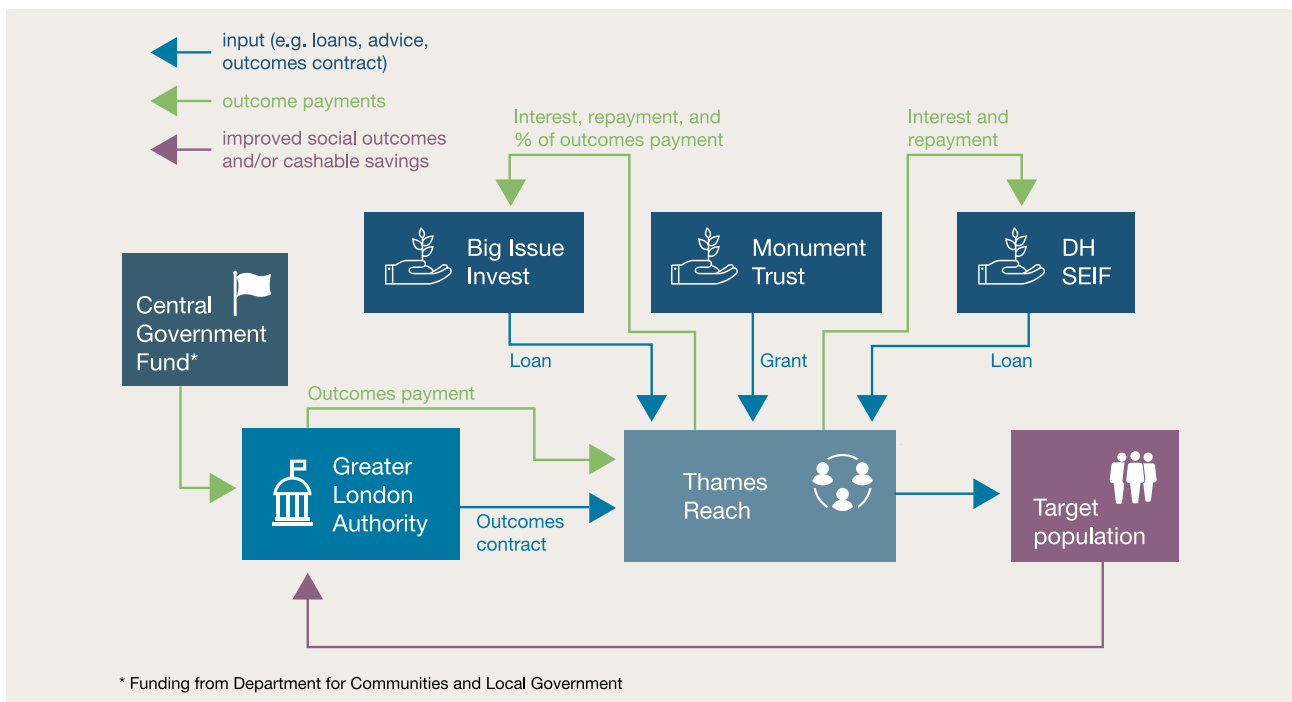 input (e.g. loans, advice,
outcomes contract)
outcome payments
improved social outcomes
and/or cashable savings
Interest, repayment, and
% of outcomes payment
Interest and
repayment
Big Issue
Invest
Monument
Trust
DH
SEIF
Central
Government
Fund*
Loan
Grant
Loan
Outcomes payment
Greater
London
Authority
Outcomes
contract
Thames
Reach
Target
population
* Funding from Department for Communities and Local Government